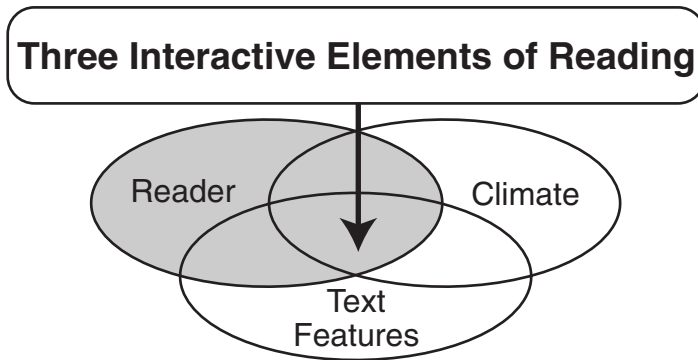 Three Interactive Elements of Reading
Reader
Climate
Text
Features